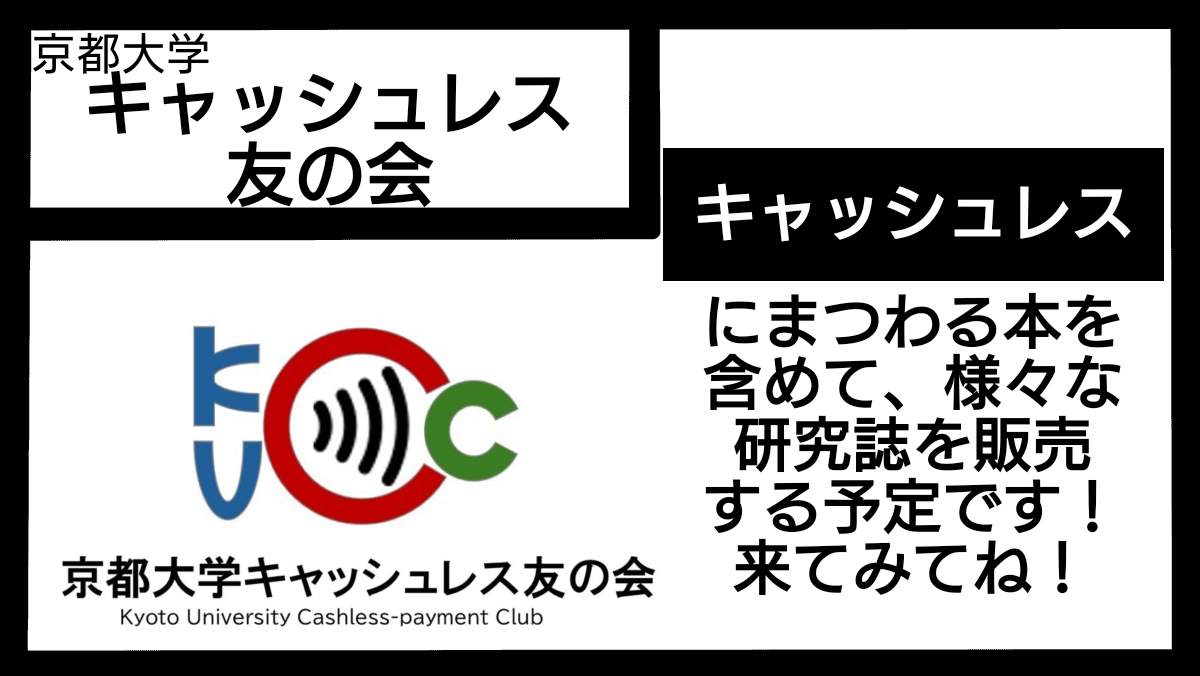 京都大学
キャッシュレス
友の会
KU
CC
京都大学キャッシュレス友の会
Kyoto University Cashless-payment Club
キャッシュレス
にまつわる本を
含めて、様々な
研究誌を販売
する予定です！
来てみてね！